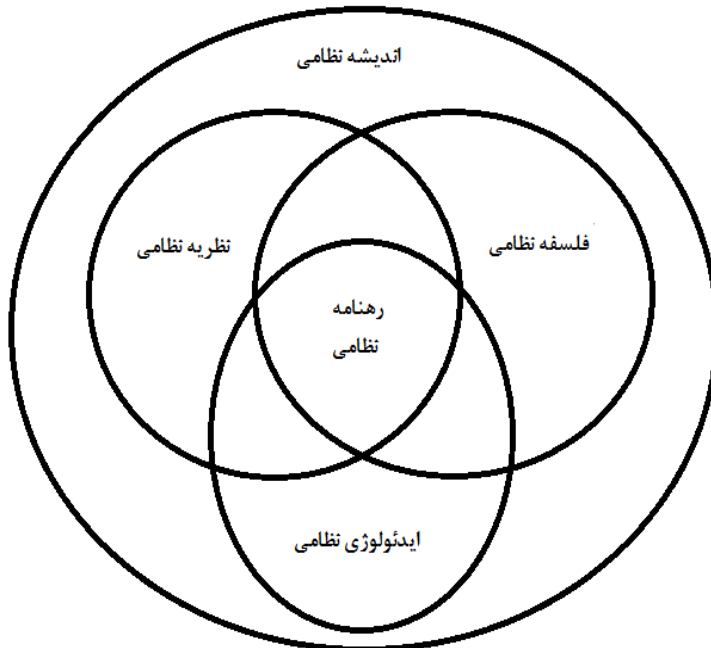 اندیشه نظامی
نظریه نظامی
فلسفه نظامی
رهنامه
نظامی
ایدئولوژی نظامی